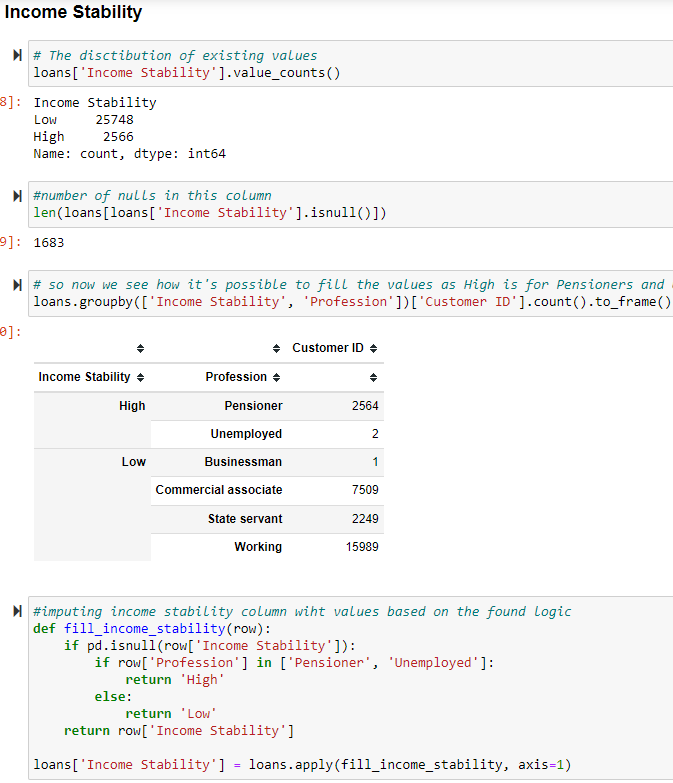 Income Stability
# The disctibution of existing values
loans['Income Stability'].value_counts()
8]: Income Stability
Low 25748
High 2566
Name: count, dtype: int64
#number of nulls in this column
len(loans[loans['Income Stability'].isnull()])
9]: 1683
# so now we see how it's possible to fill the values as High is for Pensioners and
loans.groupby(['Income Stability', 'Profession'])['Customer ID'].count().to_frame()
0]:
Customer ID
Income Stability Profession
High Pensioner 2564
Unemployed 2
Low Businessman 1
Commercial associate 7509
State servant 2249
Working 15989
#imputing income stability column wiht values based on the found logic
def fill_income_stability(row):
if pd.isnull(row['Income Stability']):
if row['Profession'] in ['Pensioner', 'Unemployed']:
return 'High'
else:
return 'Low'
return row['Income Stability']
loans['Income Stability'] = loans.apply(fill_income_stability, axis=1)